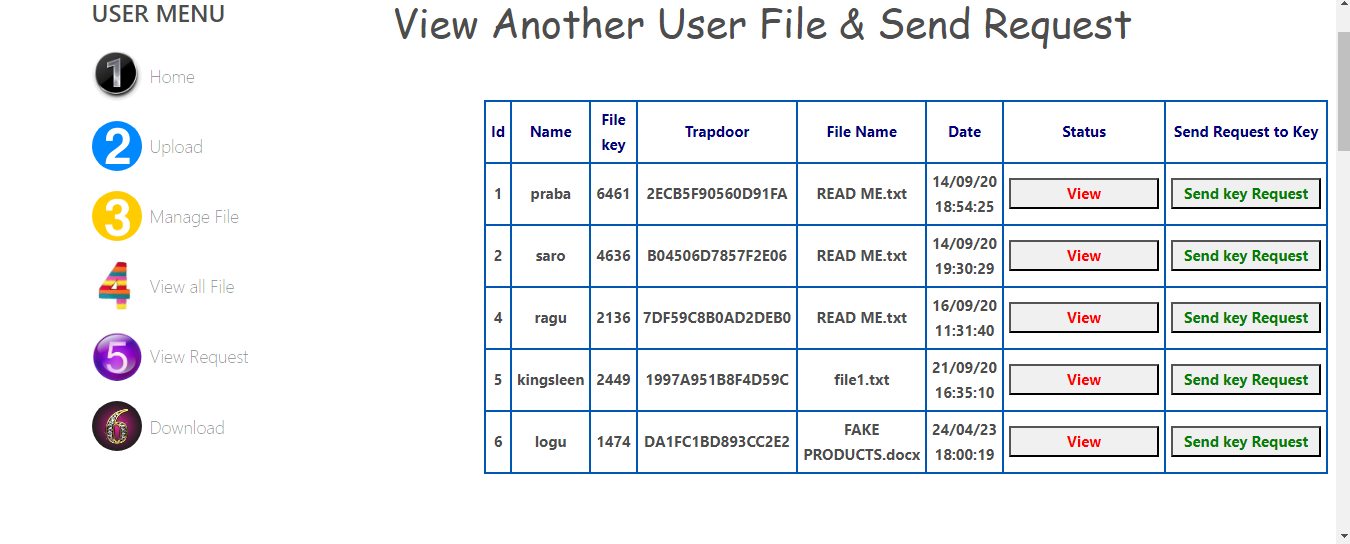 USER MENU
1 Home
2 Upload
3 Manage File
4 View all File
5 View Request
6 Download
View Another User File & Send Request
Id Name File key Trapdoor File Name Date Status Send Request to Key
1 praba 6461 2ECB5F90560D91FA READ ME.txt 14/09/20 18:54:25 View Send key Request
2 saro 4636 B04506D7857F2E06 READ ME.txt 14/09/20 19:30:29 View Send key Request
4 ragu 2136 7DF59C8B0AD2DEB0 READ ME.txt 16/09/20 11:31:40 View Send key Request
5 kingsleen 2449 1997A951B8F4D59C file1.txt 21/09/20 16:35:10 View Send key Request
6 logu 1474 DA1FC1BD893CC2E2 FAKE PRODUCTS.docx 24/04/23 18:00:19 View Send key Request